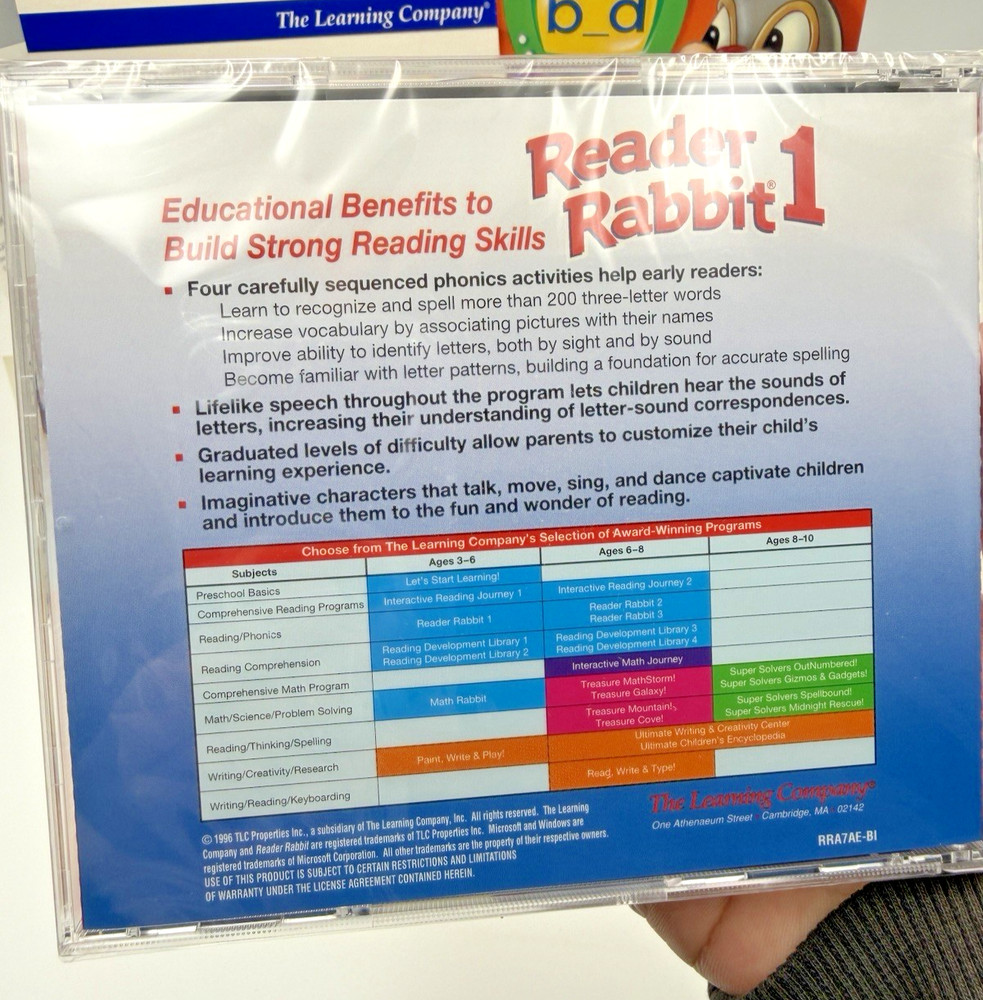 The Learning Company®
b_d
Reader
Rabbit® 1
Educational Benefits to
Build Strong Reading Skills
Four carefully sequenced phonics activities help early readers:
Learn to recognize and spell more than 200 three-letter words
Increase vocabulary by associating pictures with their names
Improve ability to identify letters, both by sight and by sound
Become familiar with letter patterns, building a foundation for accurate spelling
Lifelike speech throughout the program lets children hear the sounds of
letters, increasing their understanding of letter-sound correspondences.
Graduated levels of difficulty allow parents to customize their child's
learning experience.
Imaginative characters that talk, move, sing, and dance captivate children
and introduce them to the fun and wonder of reading.
Choose from The Learning Company's Selection of Award-Winning Programs
Subjects Ages 3–6 Ages 6–8 Ages 8–10
Preschool Basics Let's Start Learning!
Comprehensive Reading Programs Interactive Reading Journey 1 Interactive Reading Journey 2
Reading/Phonics Reader Rabbit 1 Reader Rabbit 2
Reader Rabbit 3
Reading Comprehension Reading Development Library 1 Reading Development Library 3
Reading Development Library 2 Reading Development Library 4
Comprehensive Math Program Interactive Math Journey
Math/Science/Problem Solving Math Rabbit Treasure MathStorm! Super Solvers OutNumbered!
Treasure Galaxy! Super Solvers Gizmos & Gadgets!
Reading/Thinking/Spelling Treasure Mountain! Super Solvers Spellbound!
Treasure Cove! Super Solvers Midnight Rescue!
Writing/Creativity/Research Paint, Write & Play! Ultimate Writing & Creativity Center
Ultimate Children's Encyclopedia
Writing/Reading/Keyboarding Read, Write & Type!
© 1996 TLC Properties Inc., a subsidiary of The Learning Company, Inc. All rights reserved. The Learning
Company and Reader Rabbit are registered trademarks of TLC Properties Inc. Microsoft and Windows are
registered trademarks of Microsoft Corporation. All other trademarks are the property of their respective owners.
USE OF THIS PRODUCT IS SUBJECT TO CERTAIN RESTRICTIONS AND LIMITATIONS
OF WARRANTY UNDER THE LICENSE AGREEMENT CONTAINED HEREIN.
The Learning Company®
One Athenaeum Street Cambridge, MA 02142
RRA7AE-BI